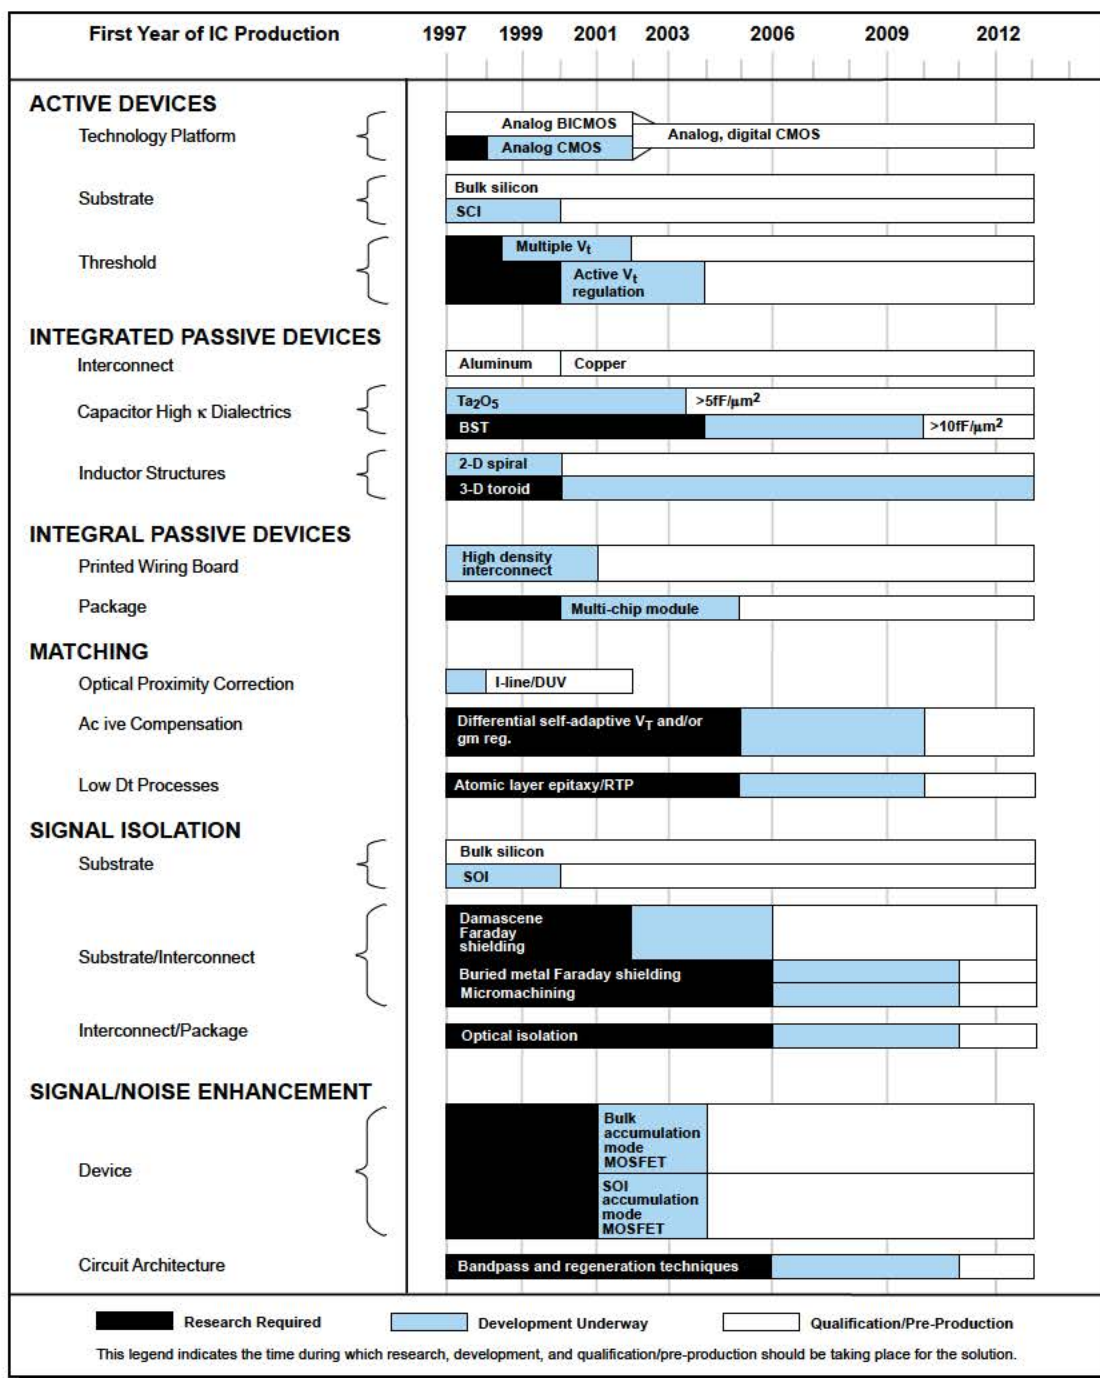 First Year of IC Production 1997 1999 2001 2003 2006 2009 2012
ACTIVE DEVICES
Technology Platform
Analog BICMOS
Analog CMOS
Analog, digital CMOS
Substrate
Bulk silicon
SCI
Threshold
Multiple Vt
Active Vt
regulation
INTEGRATED PASSIVE DEVICES
Interconnect
Aluminum
Copper
Capacitor High κ Dialectrics
Ta2O5
>5fF/μm2
BST
>10fF/μm2
Inductor Structures
2-D spiral
3-D toroid
INTEGRAL PASSIVE DEVICES
Printed Wiring Board
High density
interconnect
Package
Multi-chip module
MATCHING
Optical Proximity Correction
I-line/DUV
Ac ive Compensation
Differential self-adaptive VT and/or
gm reg.
Low Dt Processes
Atomic layer epitaxy/RTP
SIGNAL ISOLATION
Substrate
Bulk silicon
SOI
Substrate/Interconnect
Damascene
Faraday
shielding
Buried metal Faraday shielding
Micromachining
Interconnect/Package
Optical isolation
SIGNAL/NOISE ENHANCEMENT
Device
Bulk
accumulation
mode
MOSFET
SOI
accumulation
mode
MOSFET
Circuit Architecture
Bandpass and regeneration techniques
Research Required
Development Underway
Qualification/Pre-Production
This legend indicates the time during which research, development, and qualification/pre-production should be taking place for the solution.